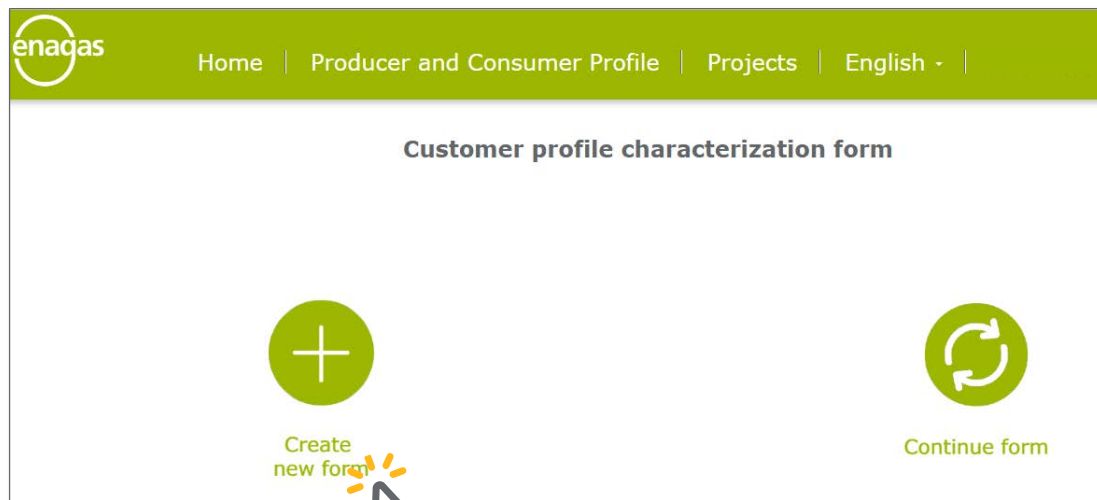 enagas
Home | Producer and Consumer Profile | Projects | English -
Customer profile characterization form
Create
new form
Continue form